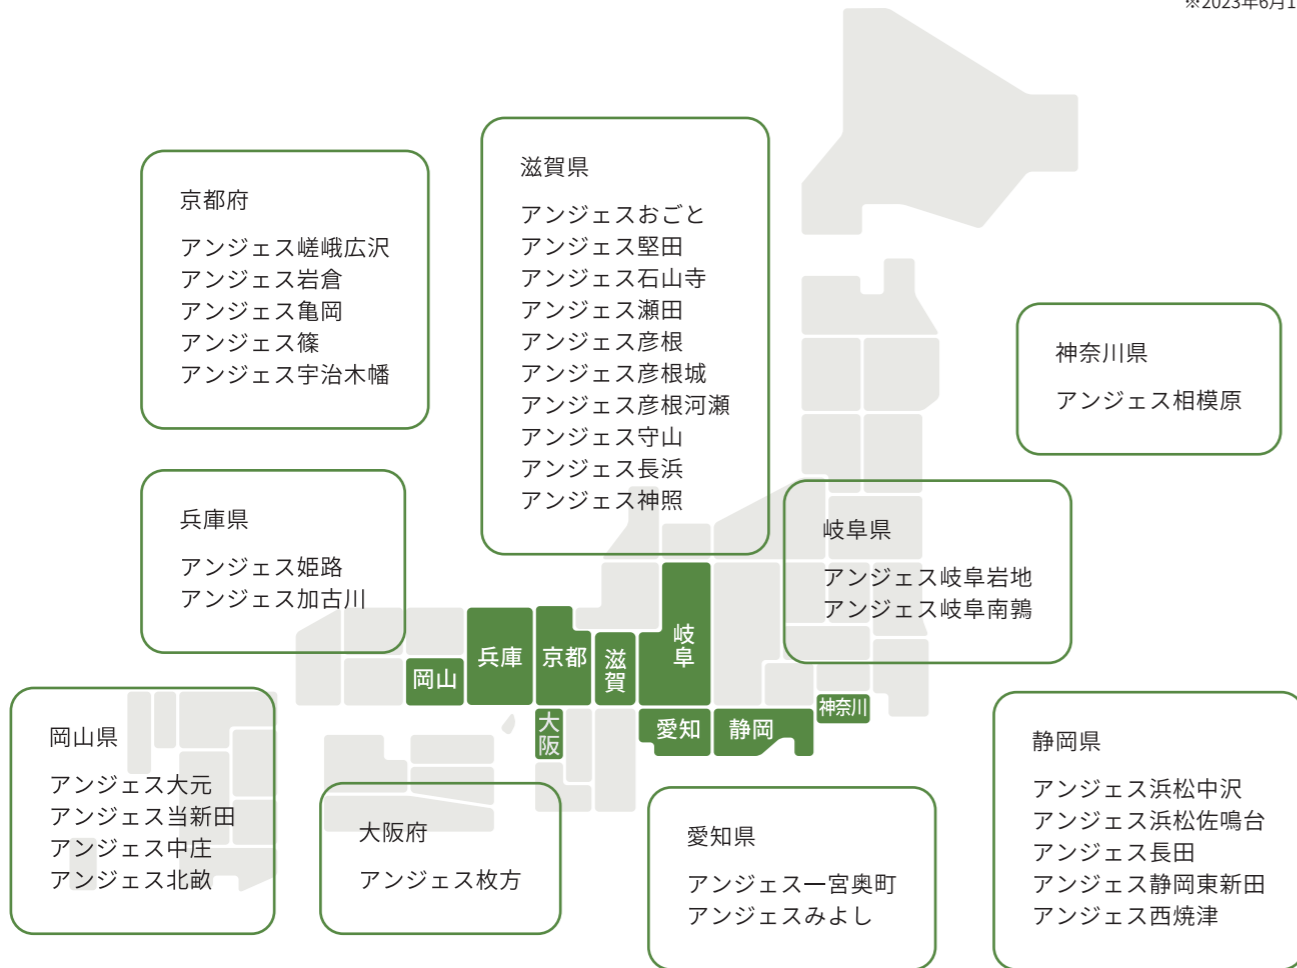 ※2023年6月1
京都府
アンジェス嵯峨広沢
アンジェス岩倉
アンジェス亀岡
アンジェス篠
アンジェス宇治木幡
滋賀県
アンジェスおごと
アンジェス堅田
アンジェス石山寺
アンジェス瀬田
アンジェス彦根
アンジェス彦根城
アンジェス彦根河瀬
アンジェス守山
アンジェス長浜
アンジェス神照
神奈川県
アンジェス相模原
兵庫県
アンジェス姫路
アンジェス加古川
岐阜県
アンジェス岐阜岩地
アンジェス岐阜南鶉
岡山
兵庫
京都
滋賀
岐阜
大阪
愛知
静岡
神奈川
岡山県
アンジェス大元
アンジェス当新田
アンジェス中庄
アンジェス北畝
大阪府
アンジェス枚方
愛知県
アンジェス一宮奥町
アンジェスみよし
静岡県
アンジェス浜松中沢
アンジェス浜松佐鳴台
アンジェス長田
アンジェス静岡東新田
アンジェス西焼津